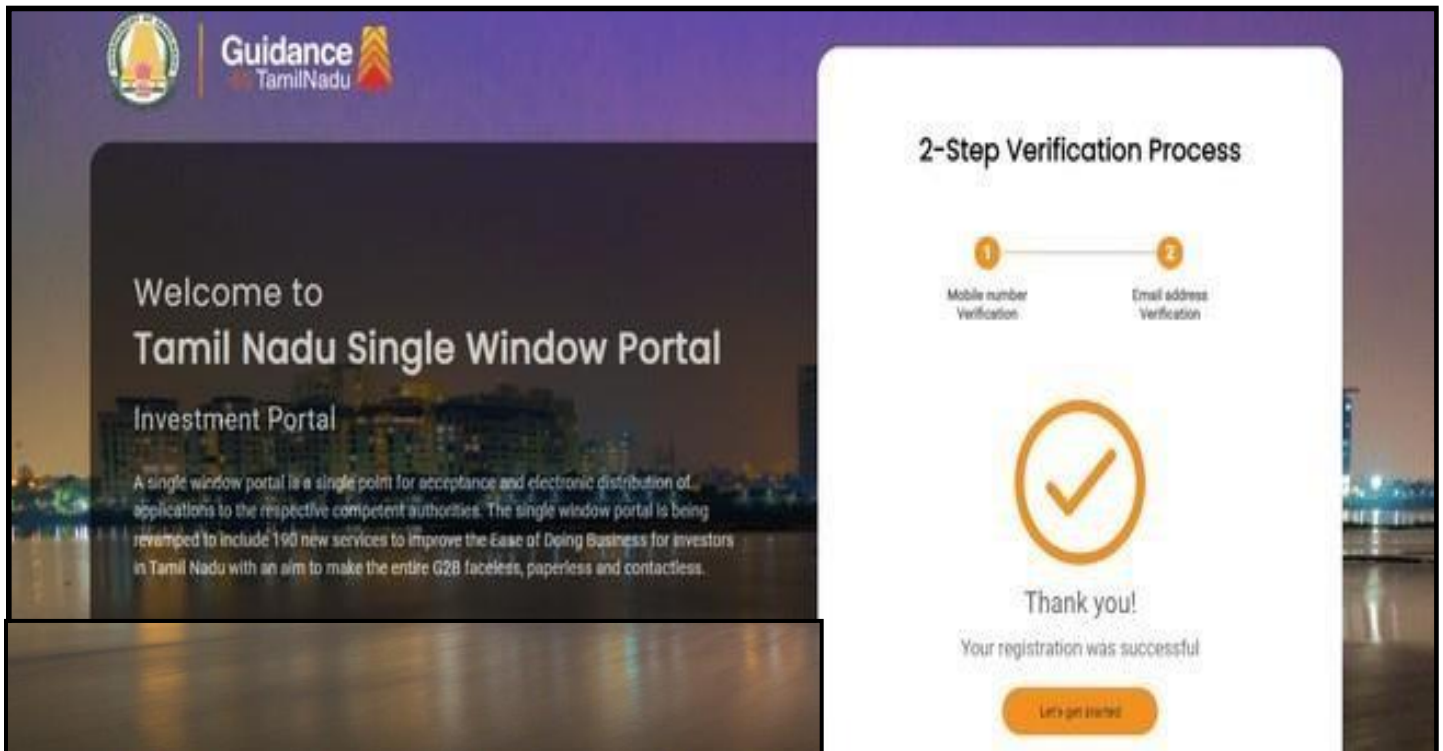 Guidance
TamilNadu
Welcome to
Tamil Nadu Single Window Portal
Investment Portal
A single window portal is a single point for acceptance and electronic distribution of
applications to the respective competent authorities. The single window portal is being
revamped to include 190 new services to improve the Ease of Doing Business for investors
in Tamil Nadu with an aim to make the entire G2B faceless, paperless and contactless.
2-Step Verification Process
1
2
Mobile number
Verification
Email address
Verification
Thank you!
Your registration was successful
Let's get started